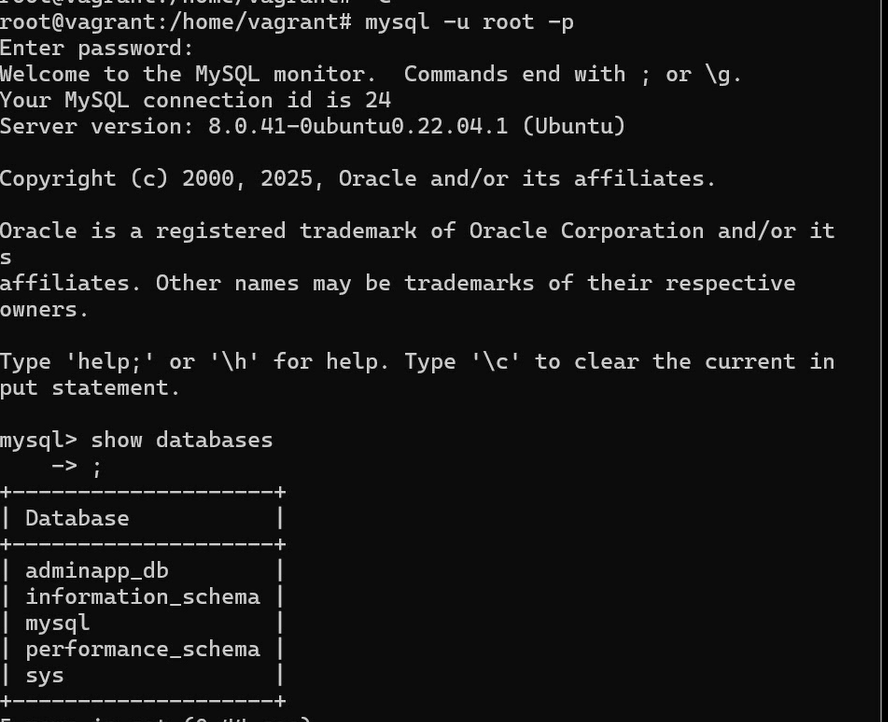 root@vagrant:/home/vagrant# mysql -u root -p
Enter password:
Welcome to the MySQL monitor.  Commands end with ; or \g.
Your MySQL connection id is 24
Server version: 8.0.41-0ubuntu0.22.04.1 (Ubuntu)
Copyright (c) 2000, 2025, Oracle and/or its affiliates.
Oracle is a registered trademark of Oracle Corporation and/or it
s
affiliates. Other names may be trademarks of their respective
owners.
Type 'help;' or '\h' for help. Type '\c' to clear the current in
put statement.
mysql> show databases
    -> ;
+--------------------+
| Database           |
+--------------------+
| adminapp_db        |
| information_schema |
| mysql              |
| performance_schema |
| sys                |
+--------------------+